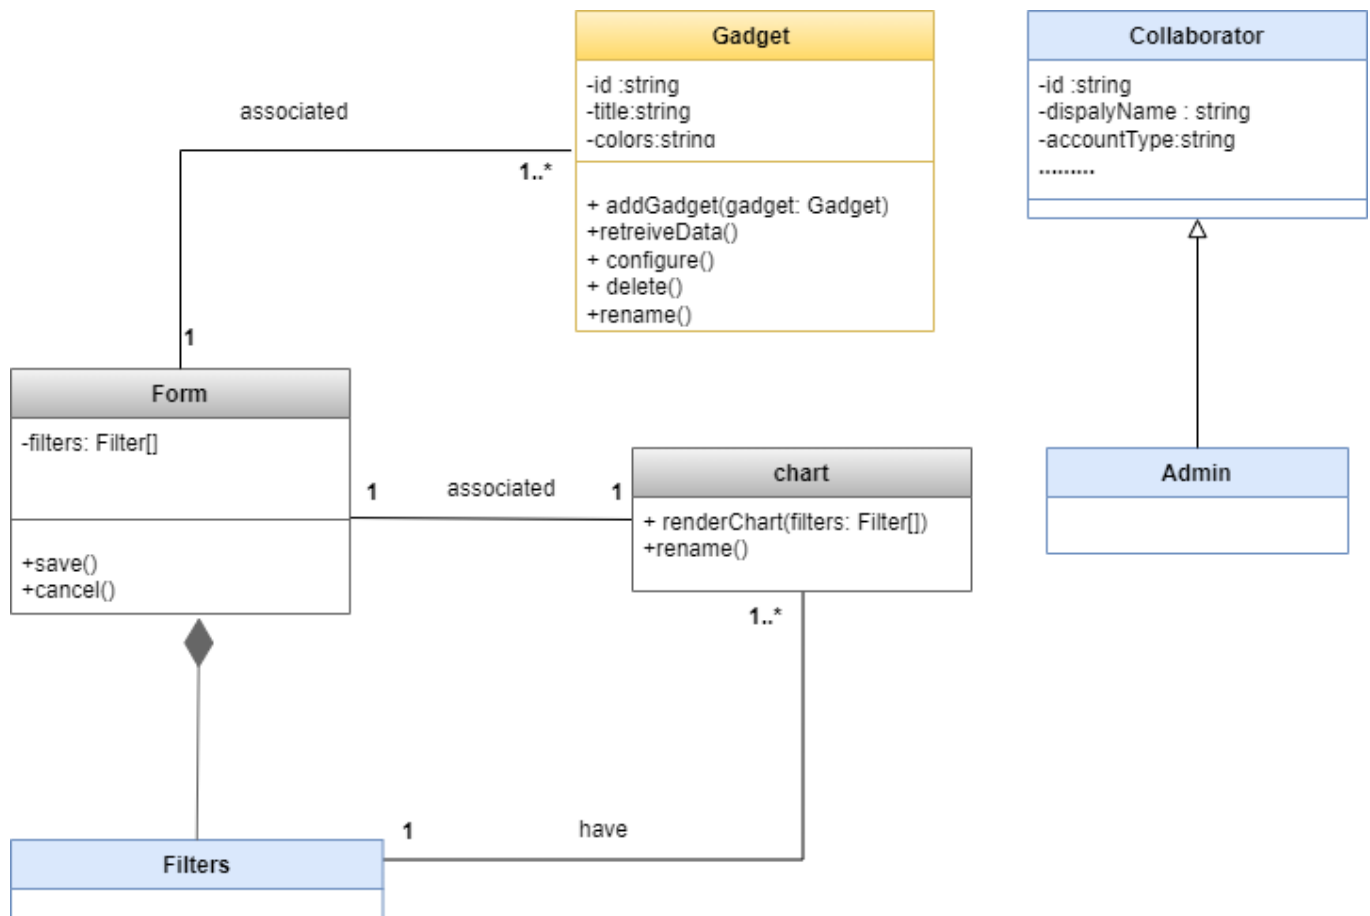 Gadget
-id :string
-title:string
-colors:string
+ addGadget(gadget: Gadget)
+retreiveData()
+ configure()
+ delete()
+rename()
Collaborator
-id :string
-dispalyName : string
-accountType:string
.........
associated
1..*
1
Form
-filters: Filter[]
+save()
+cancel()
1
associated
1
chart
+ renderChart(filters: Filter[])
+rename()
Admin
1..*
1
have
Filters